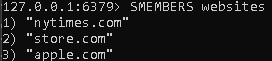 127.0.0.1:6379> SMEMBERS websites
1) "nytimes.com"
2) "store.com"
3) "apple.com"